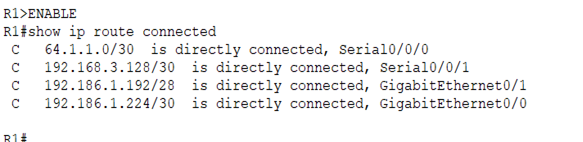 R1>ENABLE
R1#show ip route connected
C 64.1.1.0/30 is directly connected, Serial0/0/0
C 192.168.3.128/30 is directly connected, Serial0/0/1
C 192.186.1.192/28 is directly connected, GigabitEthernet0/1
C 192.186.1.224/30 is directly connected, GigabitEthernet0/0
R1#